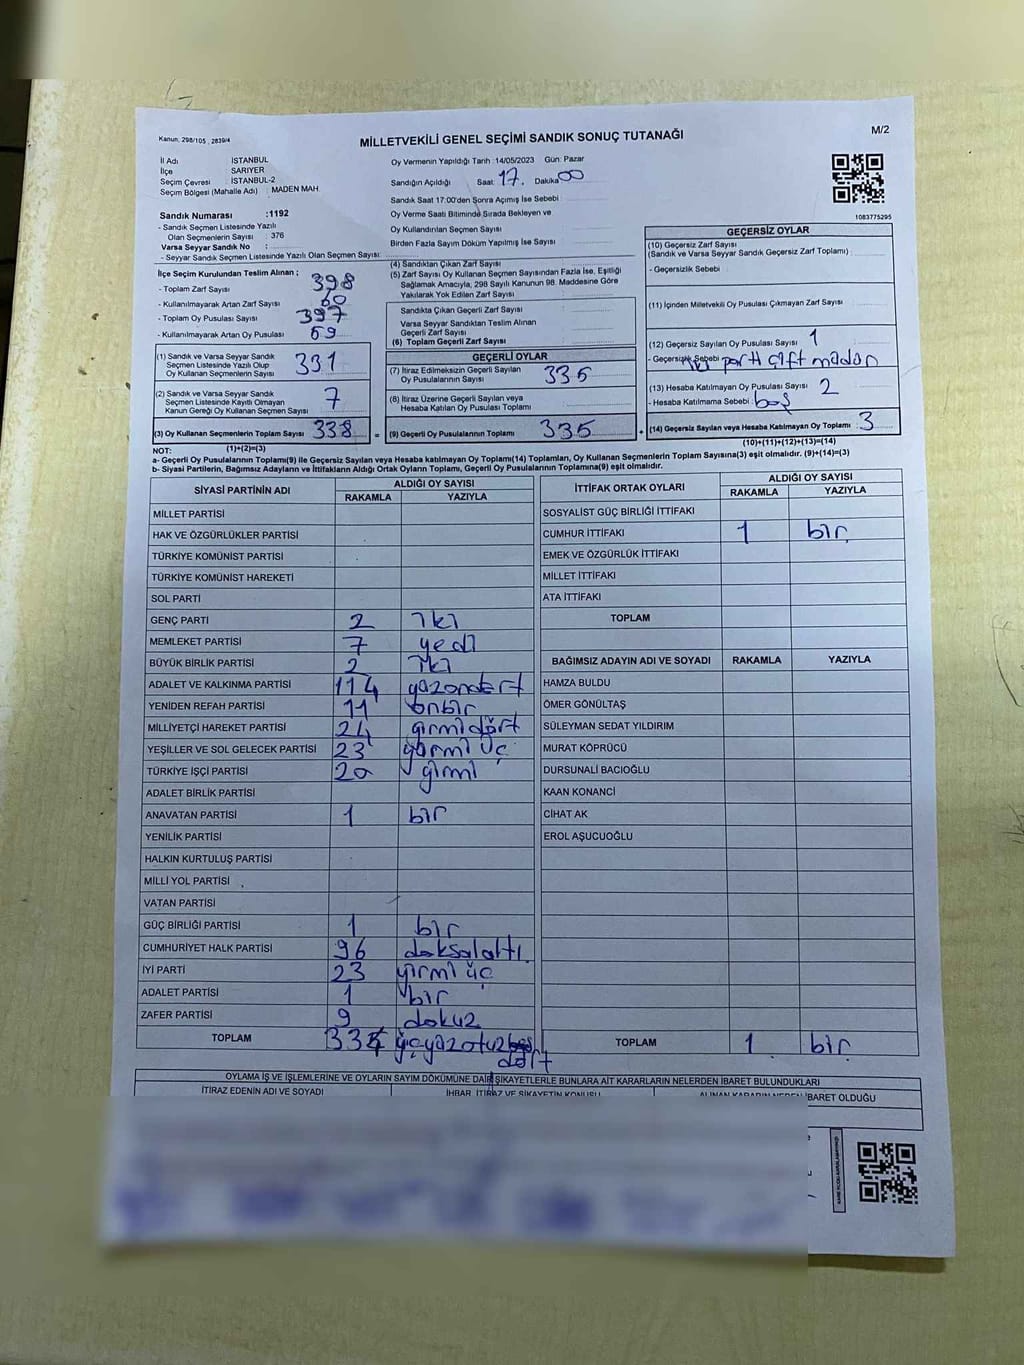 Kanun: 298/105, 2839/4
MİLLETVEKİLİ GENEL SEÇİMİ SANDIK SONUÇ TUTANAĞI
M/2
İl Adı İSTANBUL
İlçe SARIYER
Seçim Çevresi İSTANBUL-2
Seçim Bölgesi (Mahalle Adı) : MADEN MAH.
Oy Vermenin Yapıldığı Tarih :14/05/2023 Gün: Pazar
Sandığın Açıldığı Saat 17. Dakika 00
Sandık Saat 17:00'den Sonra Açımış İse Sebebi
Oy Verme Saati Bitiminde Sırada Bekleyen ve
Oy Kullandırılan Seçmen Sayısı
Birden Fazla Sayım Döküm Yapılmış İse Sayısı
1083775295
Sandık Numarası :1192
- Sandık Seçmen Listesinde Yazılı
Olan Seçmenlerin Sayısı : 376
Varsa Seyyar Sandık No :
- Seyyar Sandık Seçmen Listesinde Yazılı Olan Seçmen Sayısı:
İlçe Seçim Kurulundan Teslim Alınan ;
- Toplam Zarf Sayısı 398
- Kullanılmayarak Artan Zarf Sayısı 60
- Toplam Oy Pusulası Sayısı 397
- Kullanılmayarak Artan Oy Pusulası 59
(1) Sandık ve Varsa Seyyar Sandık
Seçmen Listesinde Yazılı Olup
Oy Kullanan Seçmenlerin Sayısı 331
(2) Sandık ve Varsa Seyyar Sandık
Seçmen Listesinde Kayıtlı Olmayan
Kanun Gereği Oy Kullanan Seçmen Sayısı 7
(3) Oy Kullanan Seçmenlerin Toplam Sayısı 338
(1)+(2)=(3)
(4) Sandıktan Çıkan Zarf Sayısı
(5) Zarf Sayısı Oy Kullanan Seçmen Sayısından Fazla İse, Eşitliği
Sağlamak Amacıyla, 298 Sayılı Kanunun 98. Maddesine Göre
Yakılarak Yok Edilen Zarf Sayısı
Sandıkta Çıkan Geçerli Zarf Sayısı
Varsa Seyyar Sandıktan Teslim Alınan
Geçerli Zarf Sayısı
(6) Toplam Geçerli Zarf Sayısı
GEÇERLİ OYLAR
(7) İtiraz Edilmeksizin Geçerli Sayılan
Oy Pusulalarının Sayısı 335
(8) İtiraz Üzerine Geçerli Sayılan veya
Hesaba Katılan Oy Pusulası Toplamı
= (9) Geçerli Oy Pusulalarının Toplamı 335
GEÇERSİZ OYLAR
(10) Geçersiz Zarf Sayısı
(Sandık ve Varsa Seyyar Sandık Geçersiz Zarf Toplamı)
- Geçersizlik Sebebi
(11) İçinden Milletvekili Oy Pusulası Çıkmayan Zarf Sayısı
(12) Geçersiz Sayılan Oy Pusulası Sayısı 1
- Geçersizlik Sebebi iki parti çift
(13) Hesaba Katılmayan Oy Pusulası Sayısı 2
- Hesaba Katılmama Sebebi : boş
+ (14) Geçersiz Sayılan veya Hesaba Katılmayan Oy Toplamı : 3
(10)+(11)+(12)+(13)=(14)
NOT:
a- Geçerli Oy Pusulalarının Toplamı(9) ile Geçersiz Sayılan veya Hesaba katılmayan Oy Toplamı(14) Toplamları, Oy Kullanan Seçmenlerin Toplam Sayısına(3) eşit olmalıdır. (9)+(14)=(3)
b- Siyasi Partilerin, Bağımsız Adayların ve İttifakların Aldığı Ortak Oyların Toplamı, Geçerli Oy Pusulalarının Toplamına(9) eşit olmalıdır.
SİYASİ PARTİNİN ADI ALDIĞI OY SAYISI
RAKAMLA YAZIYLA
MİLLET PARTİSİ
HAK VE ÖZGÜRLÜKLER PARTİSİ
TÜRKİYE KOMÜNİST PARTİSİ
TÜRKİYE KOMÜNİST HAREKETİ
SOL PARTİ
GENÇ PARTİ 2 iki
MEMLEKET PARTİSİ 7 yedi
BÜYÜK BİRLİK PARTİSİ 2 iki
ADALET VE KALKINMA PARTİSİ 114 yüzondört
YENİDEN REFAH PARTİSİ 11 onbir
MİLLİYETÇİ HAREKET PARTİSİ 24 yirmi dört
YEŞİLLER VE SOL GELECEK PARTİSİ 23 yirmi üç
TÜRKİYE İŞÇİ PARTİSİ 20 yirmi
ADALET BİRLİK PARTİSİ
ANAVATAN PARTİSİ 1 bir
YENİLİK PARTİSİ
HALKIN KURTULUŞ PARTİSİ
MİLLİ YOL PARTİSİ
VATAN PARTİSİ
GÜÇ BİRLİĞİ PARTİSİ 1 bir
CUMHURİYET HALK PARTİSİ 96 doksalaltı.
İYİ PARTİ 23 yirmi üç
ADALET PARTİSİ 1 bir
ZAFER PARTİSİ 9 dokuz
TOPLAM 334 üçyüzotuz
dört
İTTİFAK ORTAK OYLARI ALDIĞI OY SAYISI
RAKAMLA YAZIYLA
SOSYALİST GÜÇ BİRLİĞİ İTTİFAKI
CUMHUR İTTİFAKI 1 bir.
EMEK VE ÖZGÜRLÜK İTTİFAKI
MİLLET İTTİFAKI
ATA İTTİFAKI
TOPLAM
BAĞIMSIZ ADAYIN ADI VE SOYADI RAKAMLA YAZIYLA
HAMZA BULDU
ÖMER GÖNÜLTAŞ
SÜLEYMAN SEDAT YILDIRIM
MURAT KÖPRÜCÜ
DURSUNALİ BACIOĞLU
KAAN KONANCİ
CİHAT AK
EROL AŞUCUOĞLU
TOPLAM 1 bir.
OYLAMA İŞ VE İŞLEMLERİNE VE OYLARIN SAYIM DÖKÜMÜNE DAİR ŞİKAYETLERLE BUNLARA AİT KARARLARIN NELERDEN İBARET BULUNDUKLARI
İTİRAZ EDENİN ADI VE SOYADI İHBAR, İTİRAZ VE ŞİKAYETİN KONUSU ALINAN KARARIN NEDEN İBARET OLDUĞU